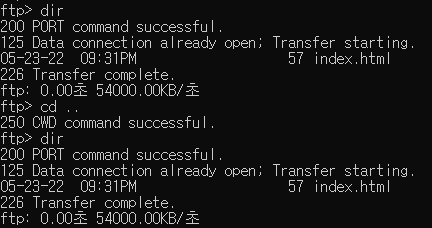 ftp> dir
200 PORT command successful.
125 Data connection already open; Transfer starting.
05-23-22  09:31PM                   57 index.html
226 Transfer complete.
ftp: 0.00초 54000.00KB/초
ftp> cd ..
250 CWD command successful.
ftp> dir
200 PORT command successful.
125 Data connection already open; Transfer starting.
05-23-22  09:31PM                   57 index.html
226 Transfer complete.
ftp: 0.00초 54000.00KB/초